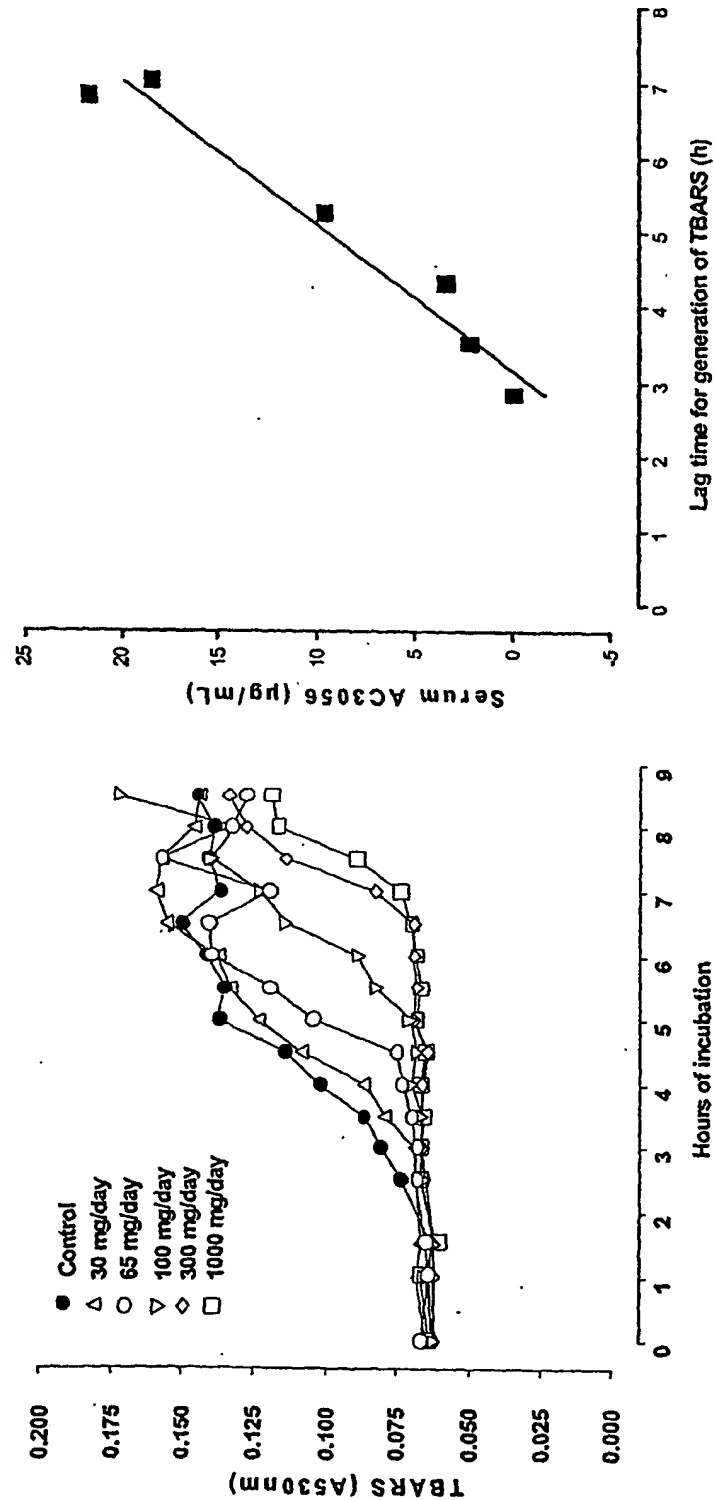 0.200
0.175
0.150
0.125
0.100
0.075
0.050
0.025
0.000
TBARS (A530nm)
Control
30 mg/day
65 mg/day
100 mg/day
300 mg/day
1000 mg/day
0 1 2 3 4 5 6 7 8 9
Hours of incubation
25
20
15
10
5
0
-5
Serum AC3056 (µg/mL)
0 1 2 3 4 5 6 7 8
Lag time for generation of TBARS (h)